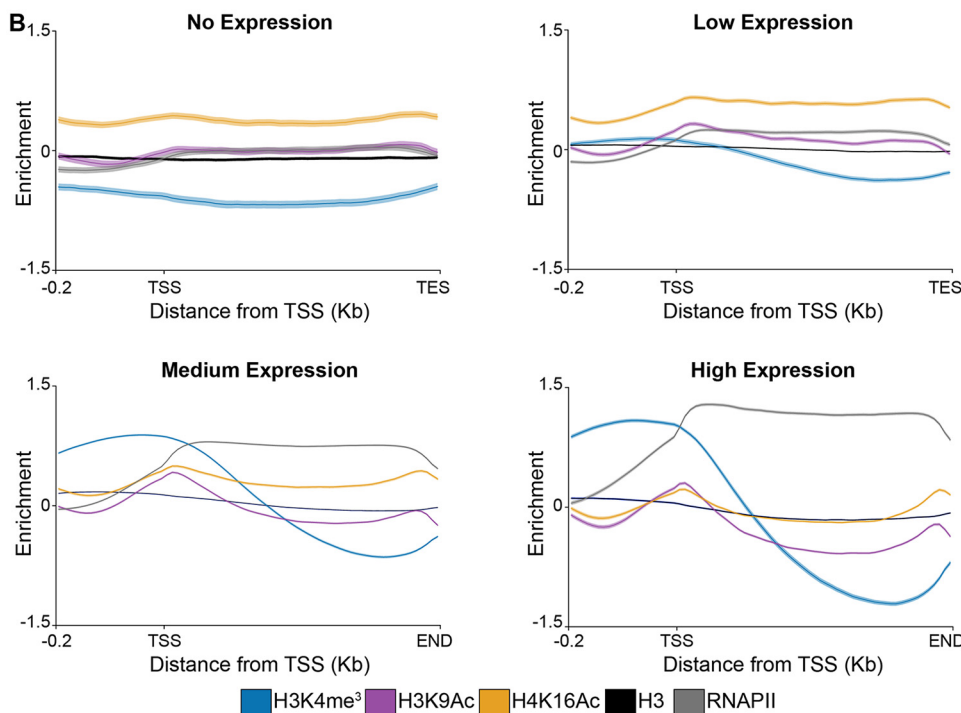 B
No Expression
Low Expression
1.5
0
-1.5
Enrichment
-0.2
TSS
TES
Distance from TSS (Kb)
1.5
0
-1.5
Enrichment
-0.2
TSS
TES
Distance from TSS (Kb)
Medium Expression
High Expression
1.5
0
-1.5
Enrichment
-0.2
TSS
END
Distance from TSS (Kb)
1.5
0
-1.5
Enrichment
-0.2
TSS
END
Distance from TSS (Kb)
H3K4me³ H3K9Ac H4K16Ac H3 RNAPII